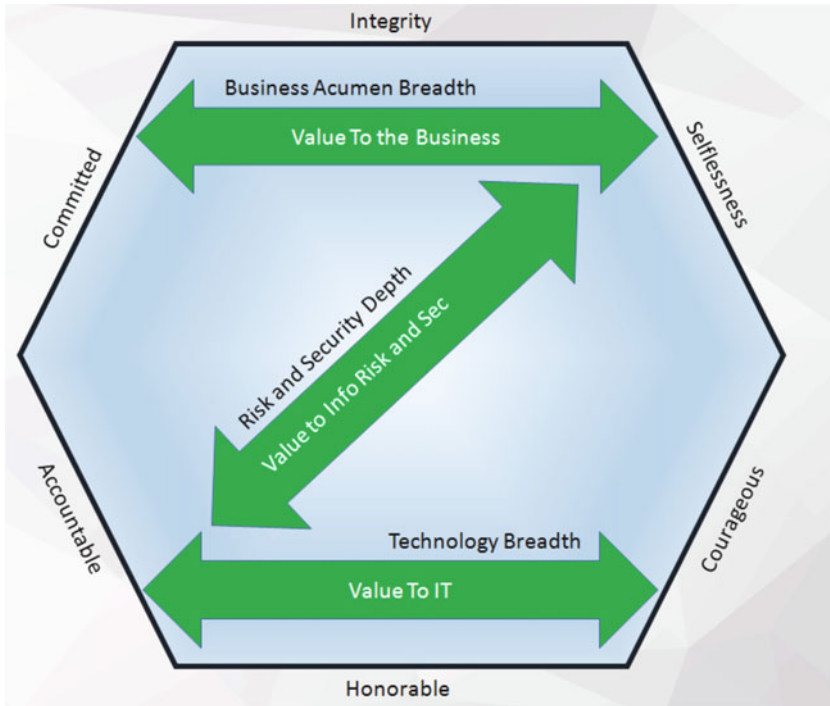 Integrity
Business Acumen Breadth
Value To the Business
Committed
Selflessness
Risk and Security Depth
Value to Info Risk and Sec
Accountable
Courageous
Technology Breadth
Value To IT
Honorable